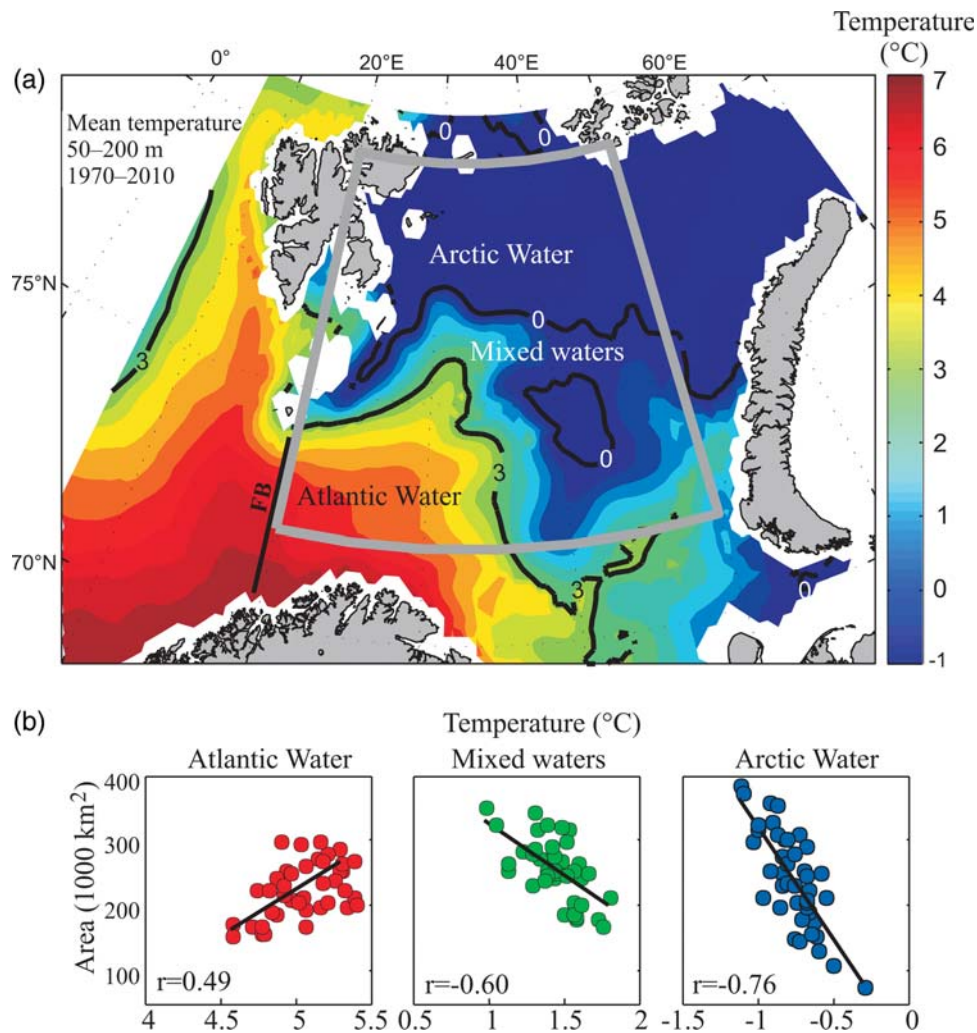 Temperature
(°C)
0° 20°E 40°E 60°E
(a)
7
Mean temperature
50–200 m
1970–2010
0 0
6
5
Arctic Water
75°N
4
0
3
Mixed waters
3
2
0
3
Atlantic Water
FB
1
70°N
3
0
0
-1
(b)
Temperature (°C)
Atlantic Water Mixed waters Arctic Water
Area (1000 km²)
400
300
200
100
r=0.49 r=-0.60 r=-0.76
4 4.5 5 5.5 0.5 1 1.5 2 -1.5 -1 -0.5 0